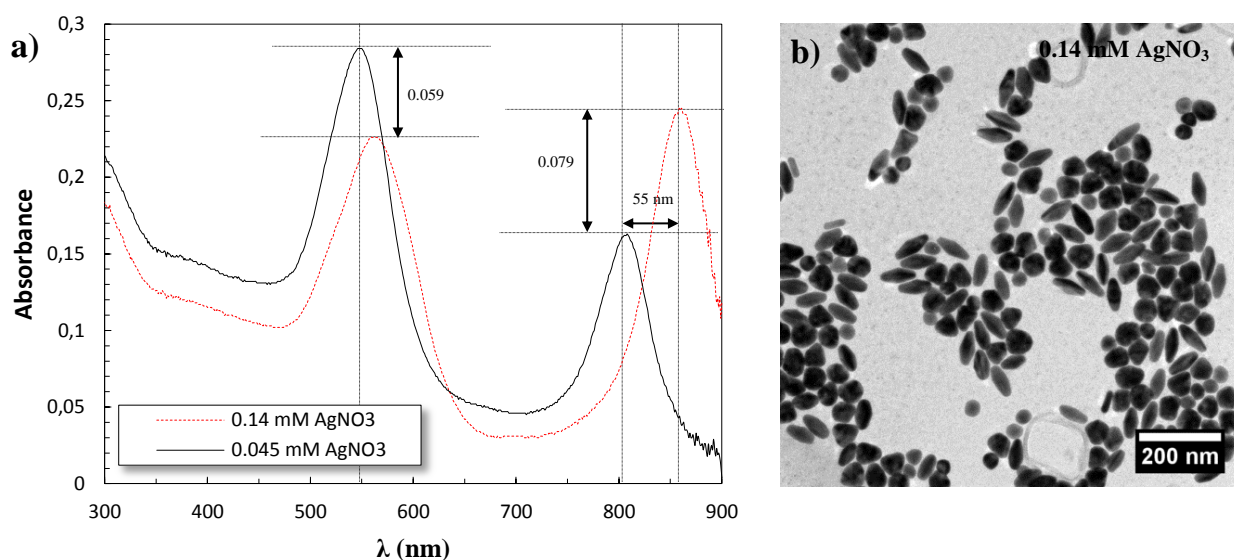 a)
0,3
0,25
0,2
0,15
0,1
0,05
0
Absorbance
300
400
500
600
700
800
900
λ (nm)
0.059
0.079
55 nm
0.14 mM AgNO3
0.045 mM AgNO3
b)
0.14 mM AgNO₃
200 nm